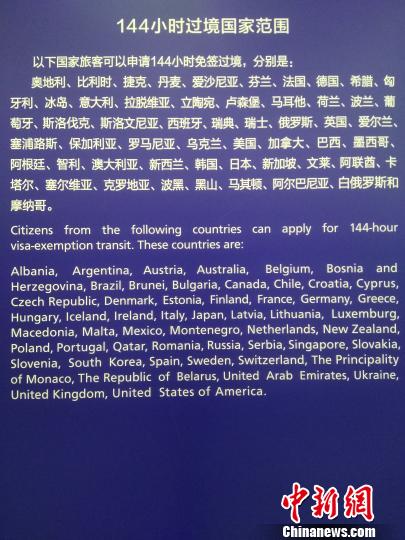 144小时过境国家范围
以下国家旅客可以申请144小时免签过境，分别是：
奥地利、比利时、捷克、丹麦、爱沙尼亚、芬兰、法国、德国、希腊、匈
牙利、冰岛、意大利、拉脱维亚、立陶宛、卢森堡、马耳他、荷兰、波兰、葡
萄牙、斯洛伐克、斯洛文尼亚、西班牙、瑞典、瑞士、俄罗斯、英国、爱尔兰、
塞浦路斯、保加利亚、罗马尼亚、乌克兰、美国、加拿大、巴西、墨西哥、
阿根廷、智利、澳大利亚、新西兰、韩国、日本、新加坡、文莱、阿联酋、卡
塔尔、塞尔维亚、克罗地亚、波黑、黑山、马其顿、阿尔巴尼亚、白俄罗斯和
摩纳哥。
Citizens from the following countries can apply for 144-hour
visa-exemption transit. These countries are:
Albania, Argentina, Austria, Australia, Belgium, Bosnia and
Herzegovina, Brazil, Brunei, Bulgaria, Canada, Chile, Croatia, Cyprus,
Czech Republic, Denmark, Estonia, Finland, France, Germany, Greece,
Hungary, Iceland, Ireland, Italy, Japan, Latvia, Lithuania, Luxemburg,
Macedonia, Malta, Mexico, Montenegro, Netherlands, New Zealand,
Poland, Portugal, Qatar, Romania, Russia, Serbia, Singapore, Slovakia,
Slovenia, South Korea, Spain, Sweden, Switzerland, The Principality
of Monaco, The Republic of Belarus, United Arab Emirates, Ukraine,
United Kingdom, United States of America.
中新网
Chinanews.com